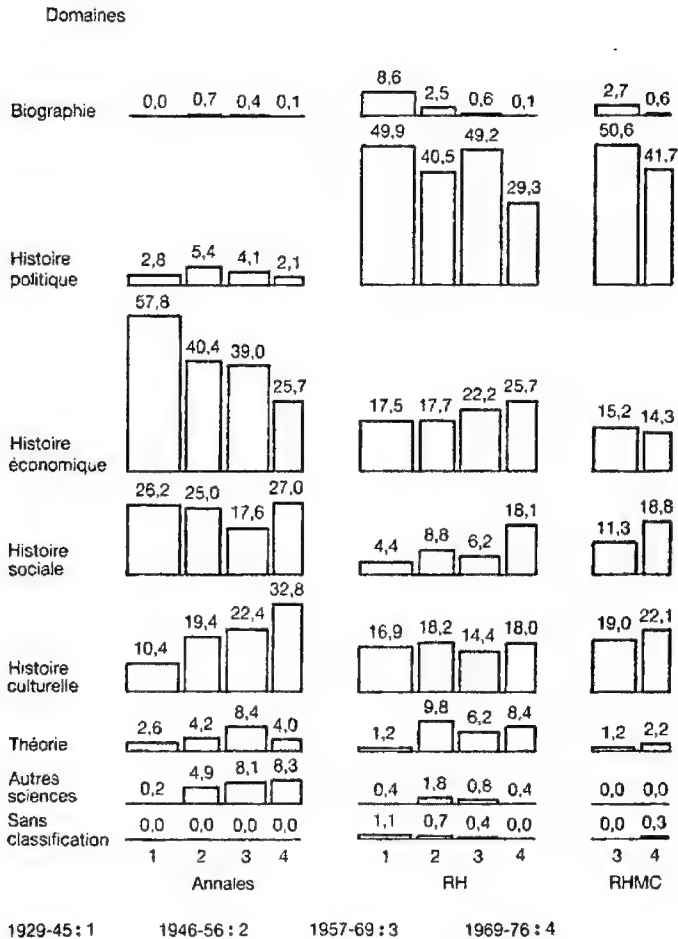 Domaines
Biographie 0,0 0,7 0,4 0,1 8,6 2,5 0,6 0,1 2,7 0,6
49,9 40,5 49,2 29,3 50,6 41,7
Histoire
politique 2,8 5,4 4,1 2,1
57,8 40,4 39,0 25,7
Histoire
économique 17,5 17,7 22,2 25,7 15,2 14,3
26,2 25,0 17,6 27,0
Histoire
sociale 4,4 8,8 6,2 18,1 11,3 18,8
Histoire
culturelle 10,4 19,4 22,4 32,8 16,9 18,2 14,4 18,0 19,0 22,1
Théorie 2,6 4,2 8,4 4,0 1,2 9,8 6,2 8,4 1,2 2,2
Autres
sciences 0,2 4,9 8,1 8,3 0,4 1,8 0,8 0,4 0,0 0,0
Sans
classification 0,0 0,0 0,0 0,0 1,1 0,7 0,4 0,0 0,0 0,3
1 2 3 4 1 2 3 4 3 4
Annales RH RHMC
1929-45 : 1 1946-56 : 2 1957-69 : 3 1969-76 : 4